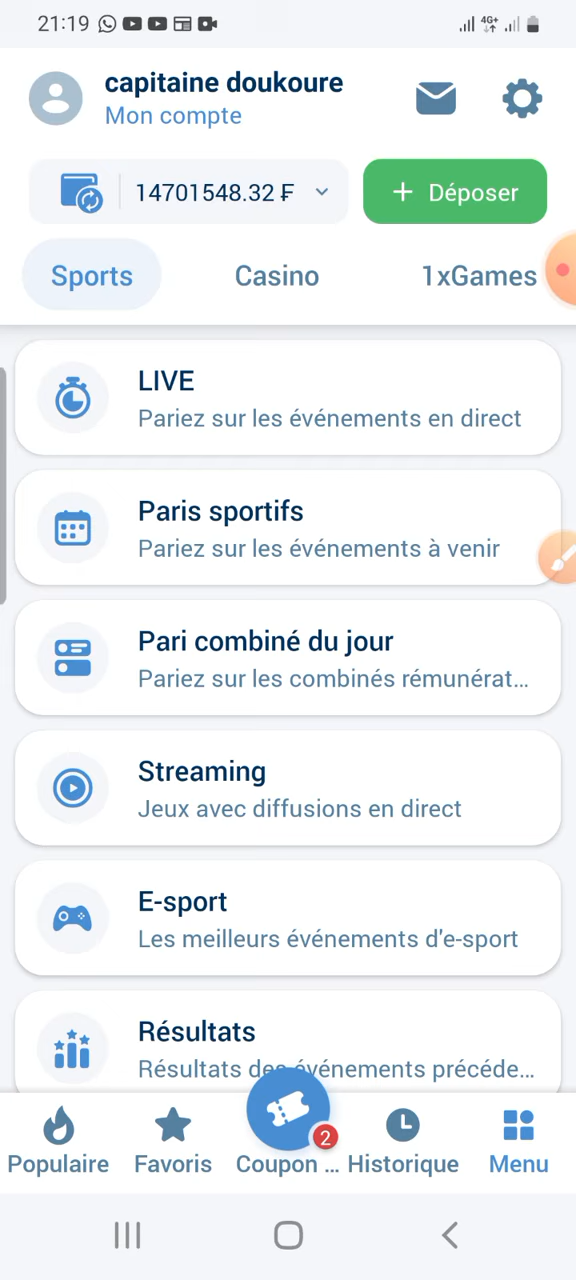 21:19
4G+
capitaine doukoure
Mon compte
14701548.32 ₣
+ Déposer
Sports
Casino
1xGames
LIVE
Pariez sur les événements en direct
Paris sportifs
Pariez sur les événements à venir
Pari combiné du jour
Pariez sur les combinés rémunérat...
Streaming
Jeux avec diffusions en direct
E-sport
Les meilleurs événements d'e-sport
Résultats
Résultats des événements précéde...
2
Populaire
Favoris
Coupon ...
Historique
Menu